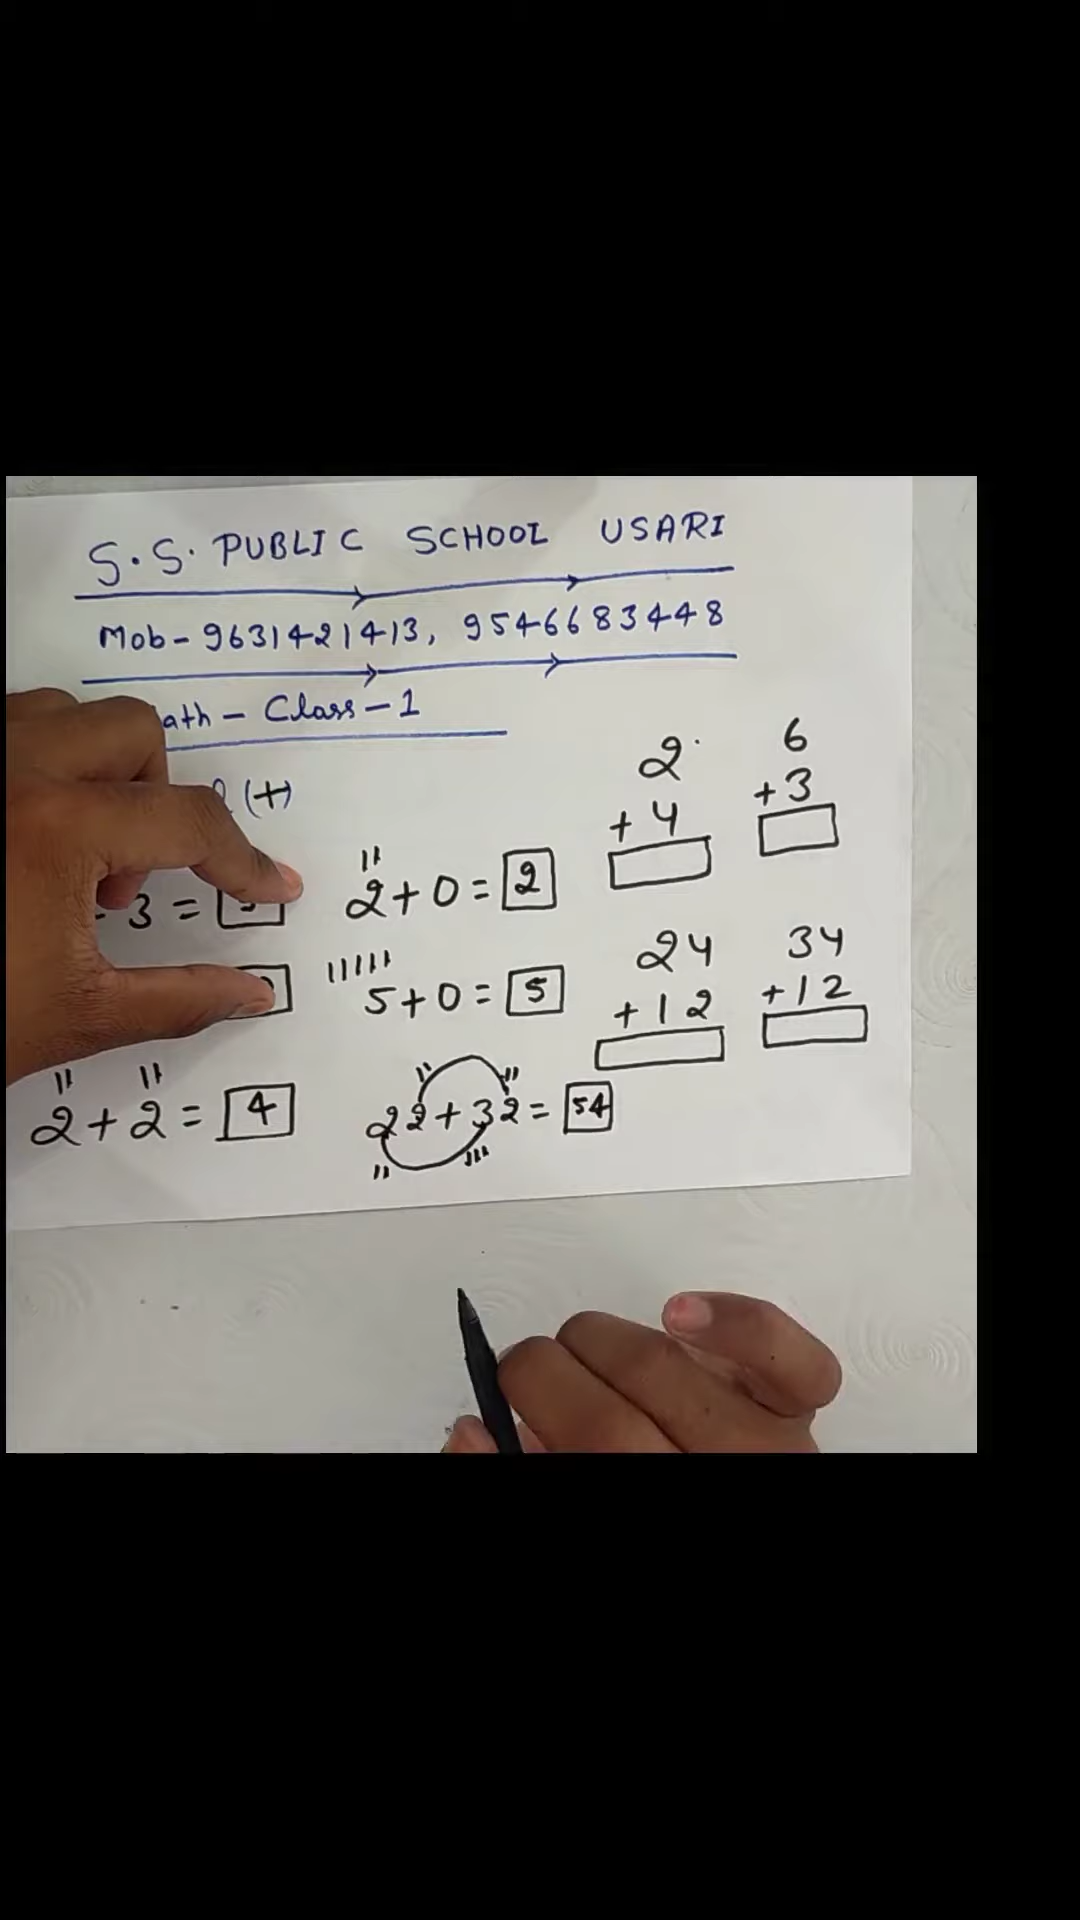 S.S. PUBLIC SCHOOL USARI
Mob - 9631421413, 9546683448
ath - Class - 1
(+)
3 =
2 + 0 = 2
5 + 0 = 5
2 + 2 = 4
22 + 32 = 54
2
+ 4
6
+ 3
24
+ 12
34
+ 12